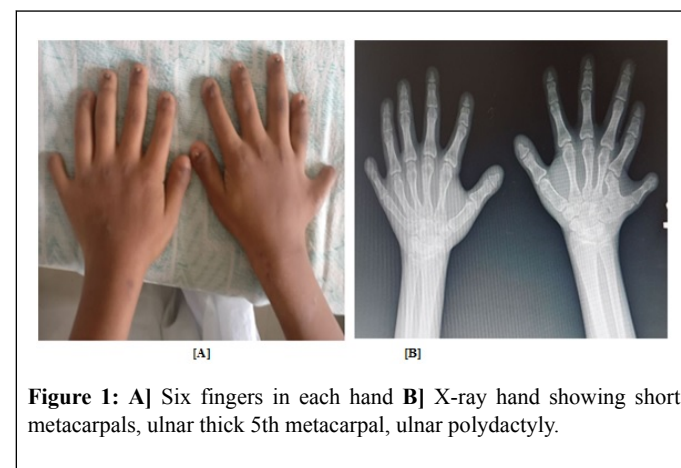 [A]
[B]
Figure 1: A] Six fingers in each hand B] X-ray hand showing short
metacarpals, ulnar thick 5th metacarpal, ulnar polydactyly.